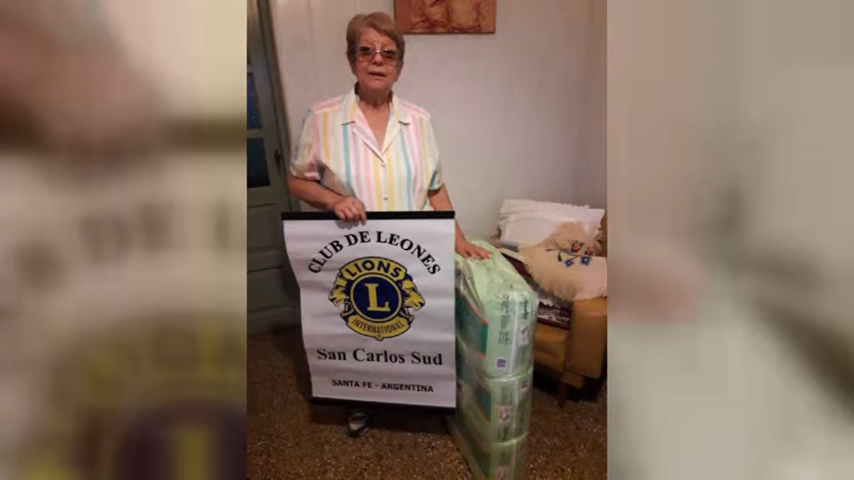 CLUB DE LEONES
LIONS
L
INTERNATIONAL
San Carlos Sud
SANTA FE - ARGENTINA